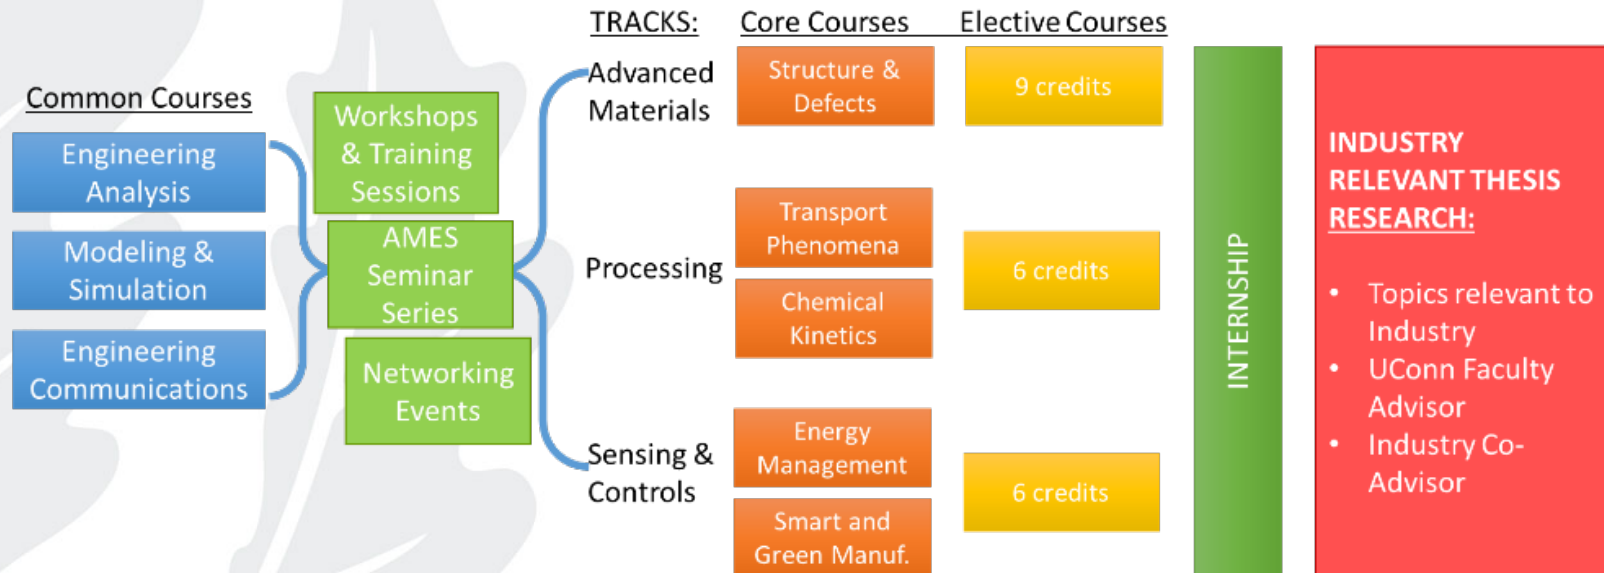 TRACKS:
Core Courses
Elective Courses
Common Courses
Engineering
Analysis
Modeling &
Simulation
Engineering
Communications
Workshops
& Training
Sessions
AMES
Seminar
Series
Networking
Events
Advanced
Materials
Structure &
Defects
9 credits
Processing
Transport
Phenomena
Chemical
Kinetics
6 credits
Sensing &
Controls
Energy
Management
Smart and
Green Manuf.
6 credits
INTERNSHIP
INDUSTRY
RELEVANT THESIS
RESEARCH:
• Topics relevant to
Industry
• UConn Faculty
Advisor
• Industry Co-
Advisor